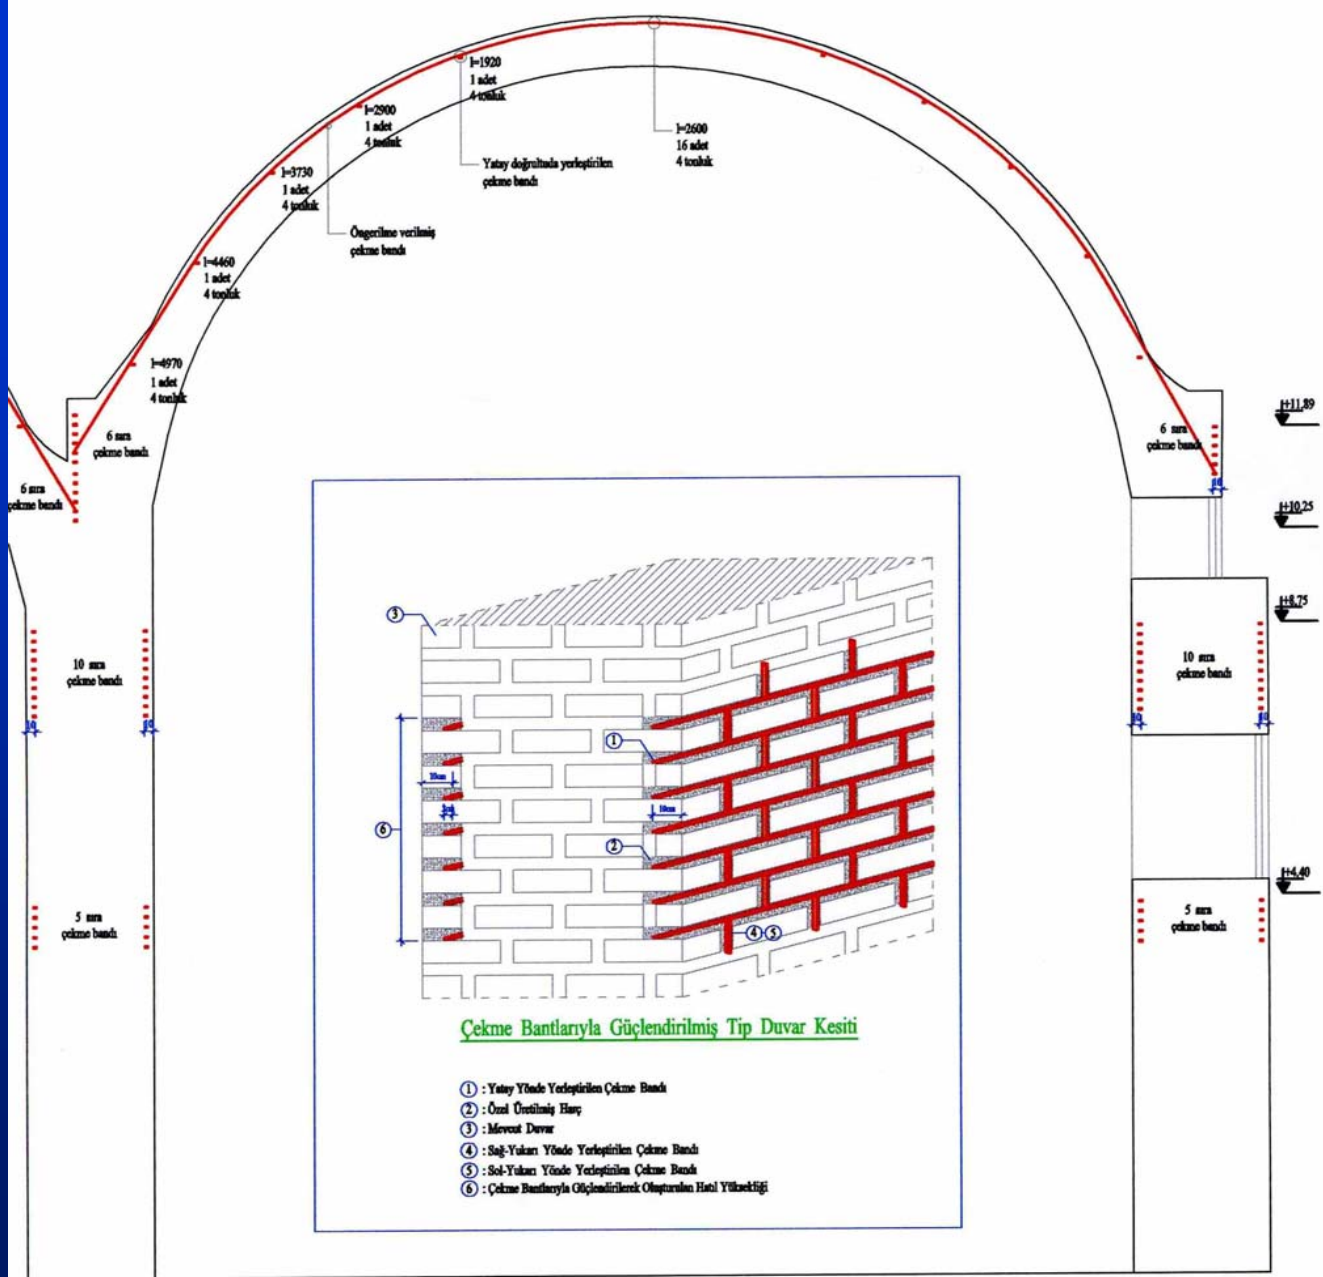 l=1920
1 adet
4 tonluk
l=2900
1 adet
4 tonluk
l=2600
16 adet
4 tonluk
Yatay doğrultuda yerleştirilen
çekme bandı
l=3730
1 adet
4 tonluk
Öngerilme verilmiş
çekme bandı
l=4460
1 adet
4 tonluk
l=4970
1 adet
4 tonluk
6 sıra
çekme bandı
6 sıra
çekme bandı
6 sıra
çekme bandı
+11,89
10
+10,25
+8,75
10 sıra
çekme bandı
10
10
10 sıra
çekme bandı
10
10
+4,40
5 sıra
çekme bandı
5 sıra
çekme bandı
3
1
10cm
10cm
6
2
4 5
Çekme Bantlarıyla Güçlendirilmiş Tip Duvar Kesiti
1 : Yatay Yönde Yerleştirilen Çekme Bandı
2 : Özel Üretilmiş Harç
3 : Mevcut Duvar
4 : Sağ-Yukarı Yönde Yerleştirilen Çekme Bandı
5 : Sol-Yukarı Yönde Yerleştirilen Çekme Bandı
6 : Çekme Bantlarıyla Güçlendirilerek Oluşturulan Hatıl Yüksekliği